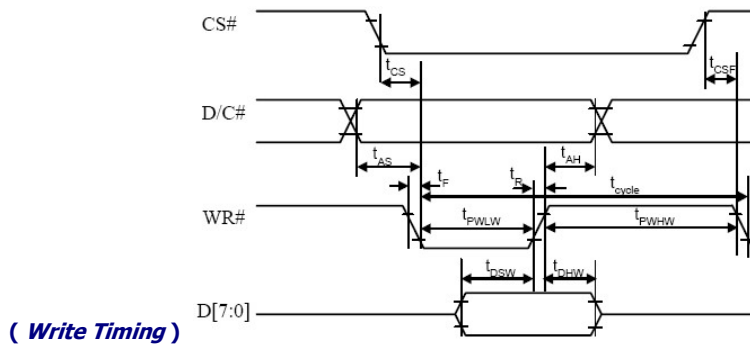 CS#
tCS
tCSF
D/C#
tAS
tAH
tF
tR
tcycle
WR#
tPWLW
tPWHW
tDSW
tDHW
D[7:0]
( Write Timing )